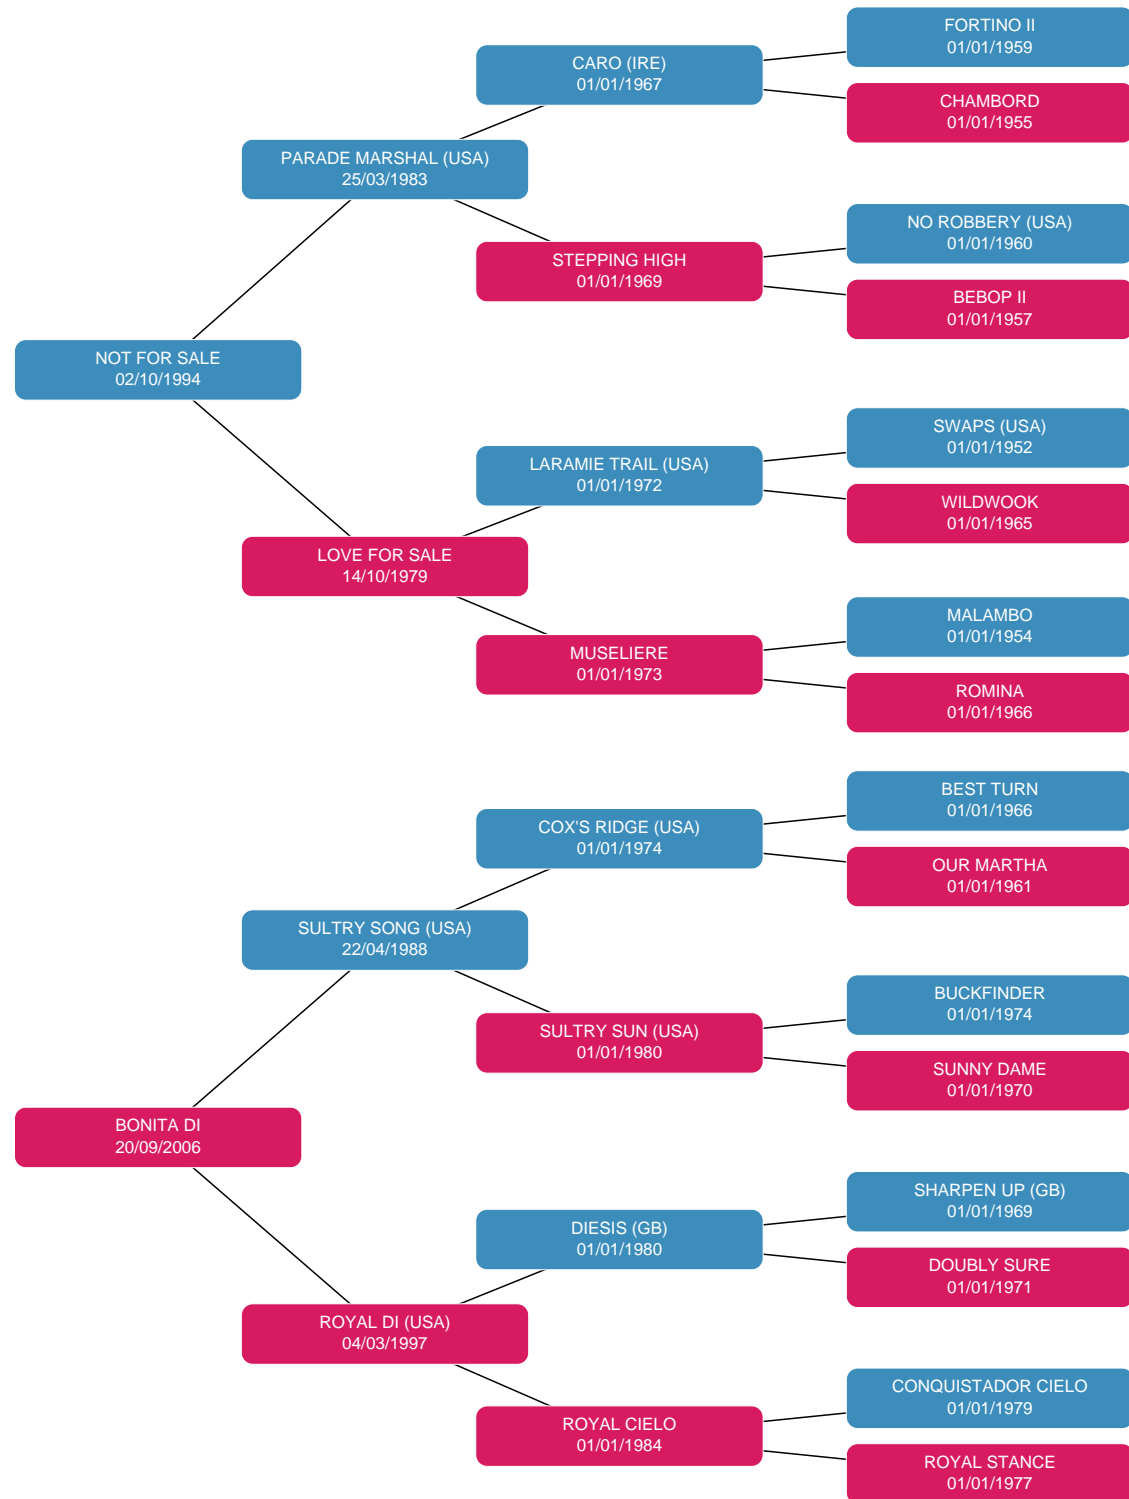 FORTINO II
01/01/1959
CARO (IRE)
01/01/1967
CHAMBORD
01/01/1955
PARADE MARSHAL (USA)
25/03/1983
NO ROBBERY (USA)
01/01/1960
STEPPING HIGH
01/01/1969
BEBOP II
01/01/1957
NOT FOR SALE
02/10/1994
SWAPS (USA)
01/01/1952
LARAMIE TRAIL (USA)
01/01/1972
WILDWOOK
01/01/1965
LOVE FOR SALE
14/10/1979
MALAMBO
01/01/1954
MUSELIERE
01/01/1973
ROMINA
01/01/1966
BEST TURN
01/01/1966
COX'S RIDGE (USA)
01/01/1974
OUR MARTHA
01/01/1961
SULTRY SONG (USA)
22/04/1988
BUCKFINDER
01/01/1974
SULTRY SUN (USA)
01/01/1980
SUNNY DAME
01/01/1970
BONITA DI
20/09/2006
SHARPEN UP (GB)
01/01/1969
DIESIS (GB)
01/01/1980
DOUBLY SURE
01/01/1971
ROYAL DI (USA)
04/03/1997
CONQUISTADOR CIELO
01/01/1979
ROYAL CIELO
01/01/1984
ROYAL STANCE
01/01/1977